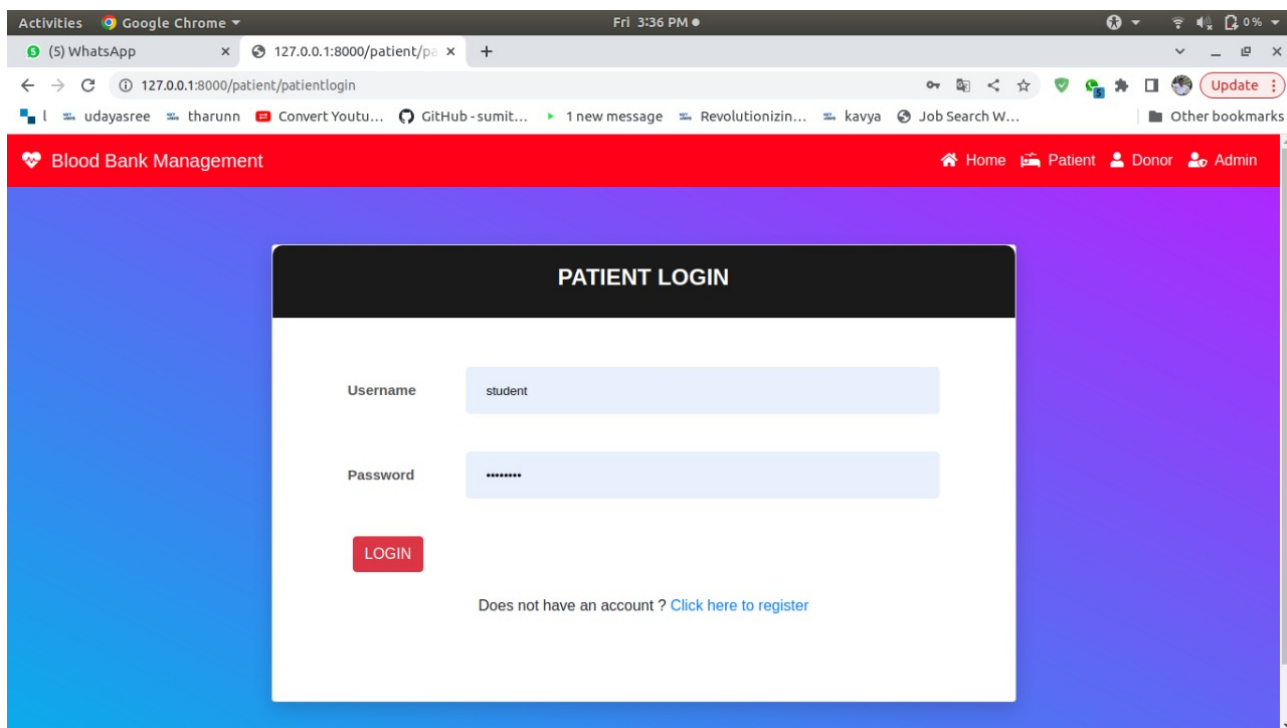 Activities Google Chrome Fri 3:36 PM 0%
(5) WhatsApp 127.0.0.1:8000/patient/pa
127.0.0.1:8000/patient/patientlogin Update
l udayasree tharunn Convert Youtu... GitHub - sumit... 1 new message Revolutionizin... kavya Job Search W... Other bookmarks
Blood Bank Management Home Patient Donor Admin
PATIENT LOGIN
Username student
Password ••••••••
LOGIN
Does not have an account ? Click here to register